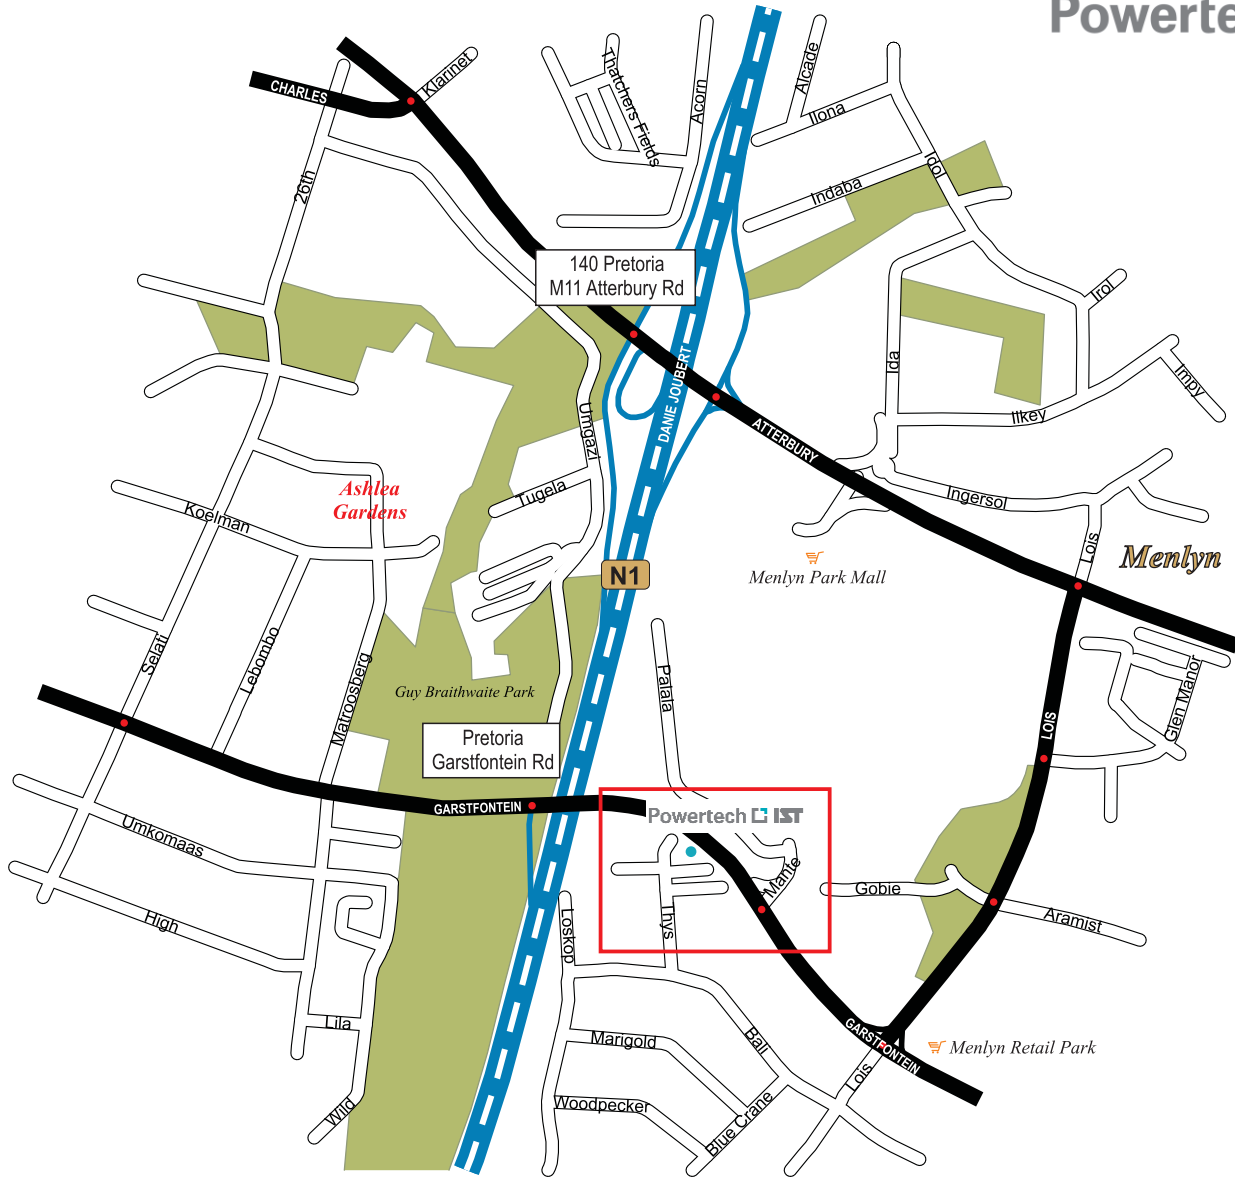 Powerte
CHARLES
Klarinet
Thatchers Fields
Acorn
Alcade
Ilona
Idol
Indaba
26th
140 Pretoria
M11 Atterbury Rd
Irol
Ida
Impy
Ilkey
DANIE JOUBERT
ATTERBURY
Umgazi
Tugela
Ashlea
Gardens
Koelman
Ingersol
Lois
Menlyn
N1
Menlyn Park Mall
Selati
Lebombo
Matroosberg
Guy Braithwaite Park
Palala
Glen Manor
LOIS
Pretoria
Garstfontein Rd
GARSTFONTEIN
Powertech IST
Umkomaas
Mante
Gobie
Aramist
High
Loskop
Thys
Lila
Marigold
Ball
GARSTFONTEIN
Menlyn Retail Park
Lois
Wild
Woodpecker
Blue Crane